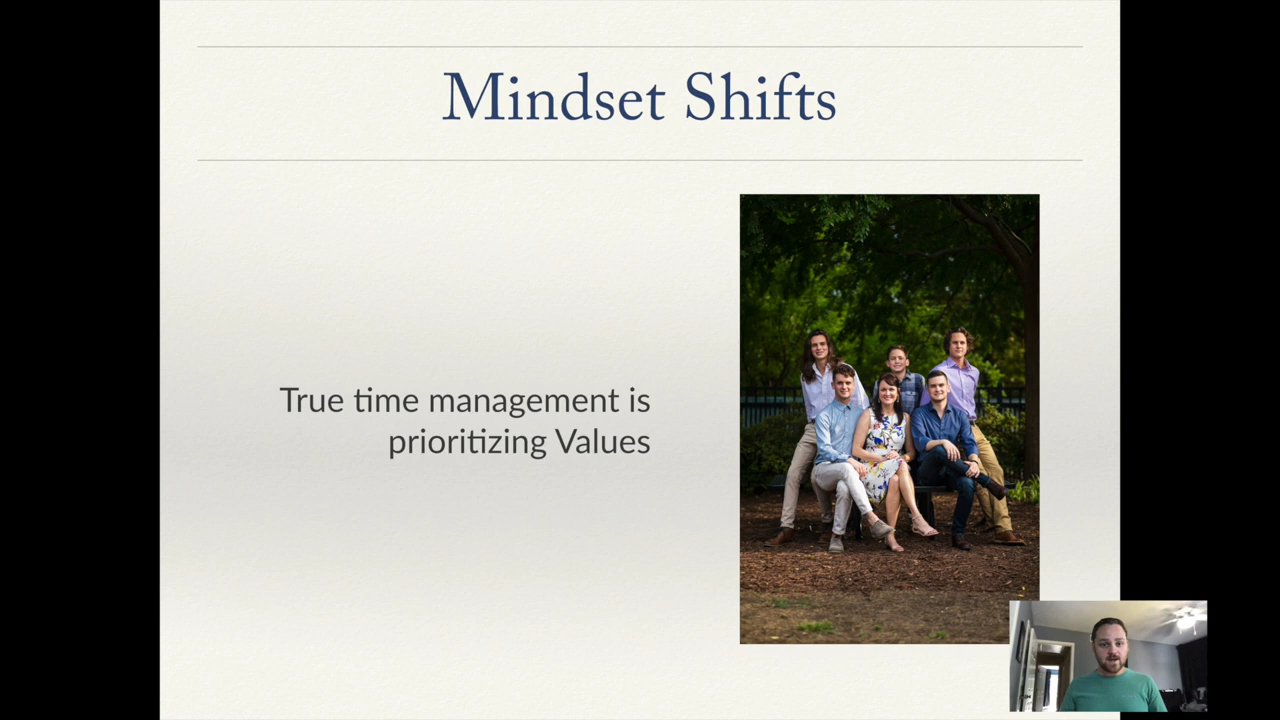 Mindset Shifts
True time management is
prioritizing Values